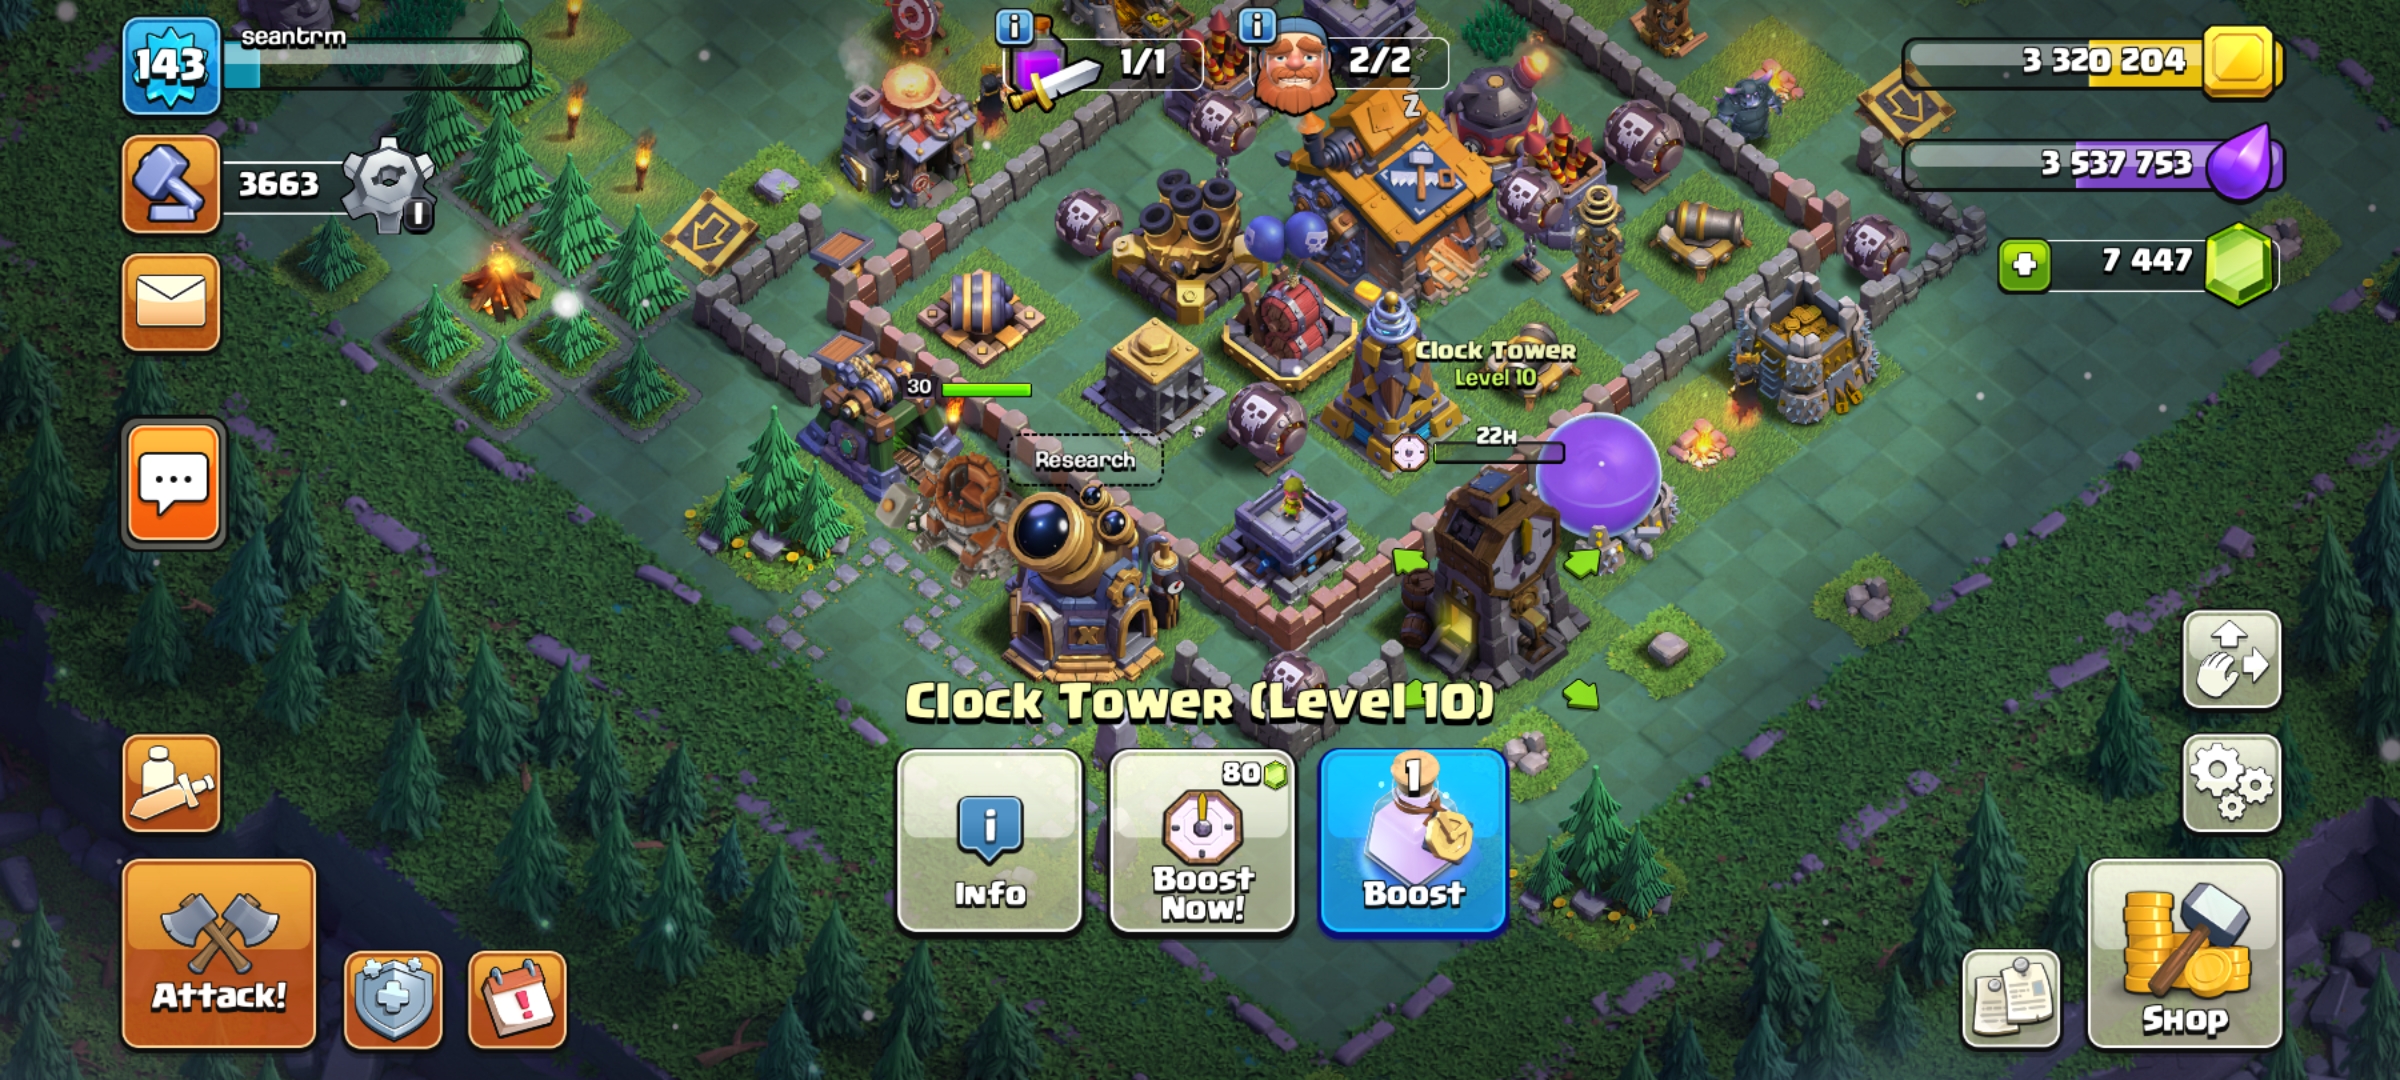 143
seantrm
1/1
2/2
3 320 204
3663
I
3 537 753
7 447
Clock Tower
Level 10
30
22H
Research
Clock Tower (Level 10)
80
1
Info
Boost
Now!
Boost
Attack!
Shop
z
z
Z